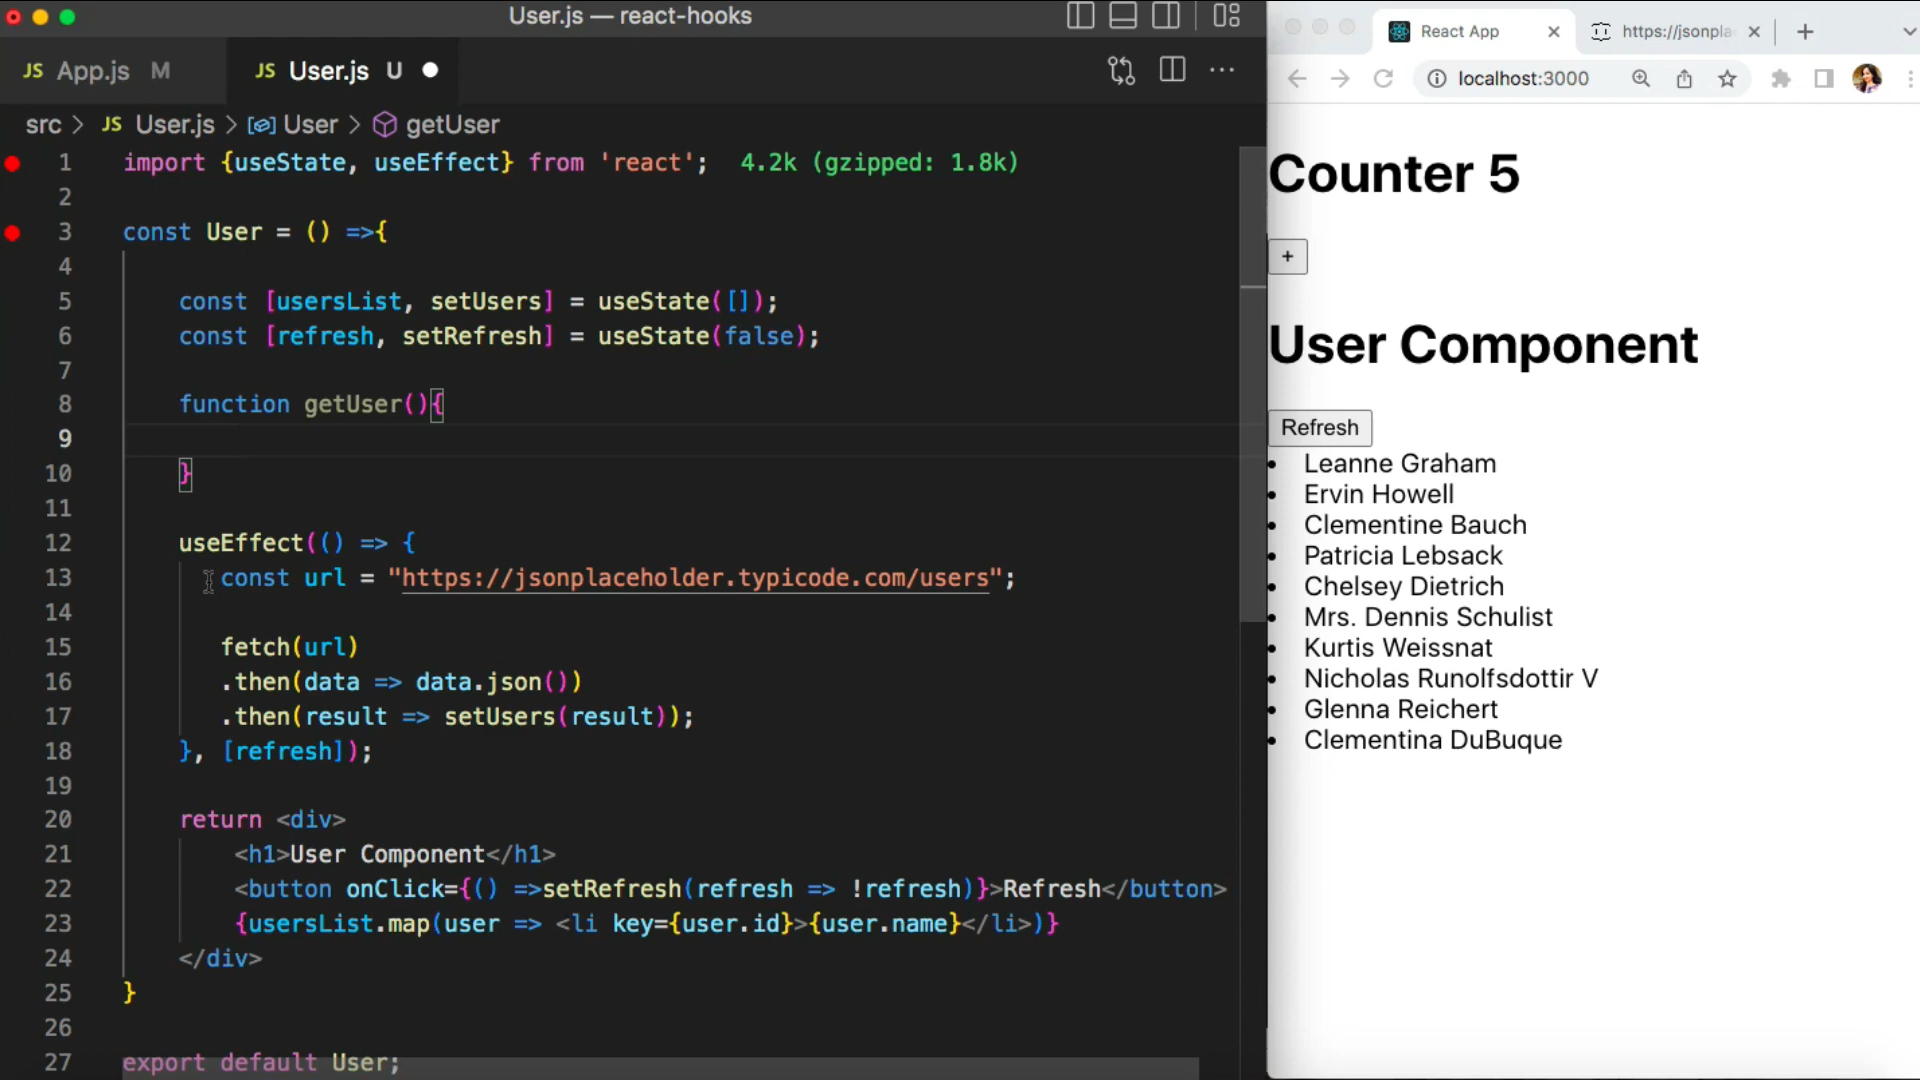 User.js — react-hooks
JS App.js M
JS User.js U
src > JS User.js > User > getUser
1 import {useState, useEffect} from 'react'; 4.2k (gzipped: 1.8k)
2
3 const User = () =>{
4
5 const [usersList, setUsers] = useState([]);
6 const [refresh, setRefresh] = useState(false);
7
8 function getUser(){
9
10 }
11
12 useEffect(() => {
13 const url = "https://jsonplaceholder.typicode.com/users";
14
15 fetch(url)
16 .then(data => data.json())
17 .then(result => setUsers(result));
18 }, [refresh]);
19
20 return <div>
21 <h1>User Component</h1>
22 <button onClick={() =>setRefresh(refresh => !refresh)}>Refresh</button>
23 {usersList.map(user => <li key={user.id}>{user.name}</li>)}
24 </div>
25 }
26
27 export default User;
React App
https://jsonpla
localhost:3000
Counter 5
+
User Component
Refresh
Leanne Graham
Ervin Howell
Clementine Bauch
Patricia Lebsack
Chelsey Dietrich
Mrs. Dennis Schulist
Kurtis Weissnat
Nicholas Runolfsdottir V
Glenna Reichert
Clementina DuBuque